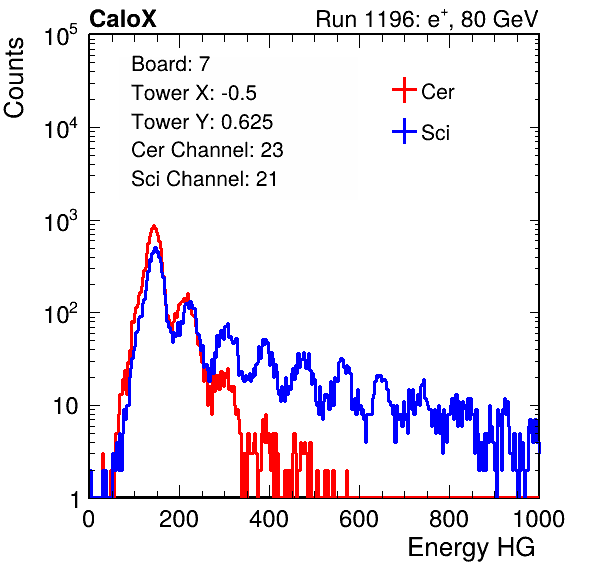 CaloX Run 1196: e⁺, 80 GeV
Counts
10⁵
10⁴
10³
10²
10
1
Board: 7
Tower X: -0.5
Tower Y: 0.625
Cer Channel: 23
Sci Channel: 21
Cer
Sci
0 200 400 600 800 1000
Energy HG